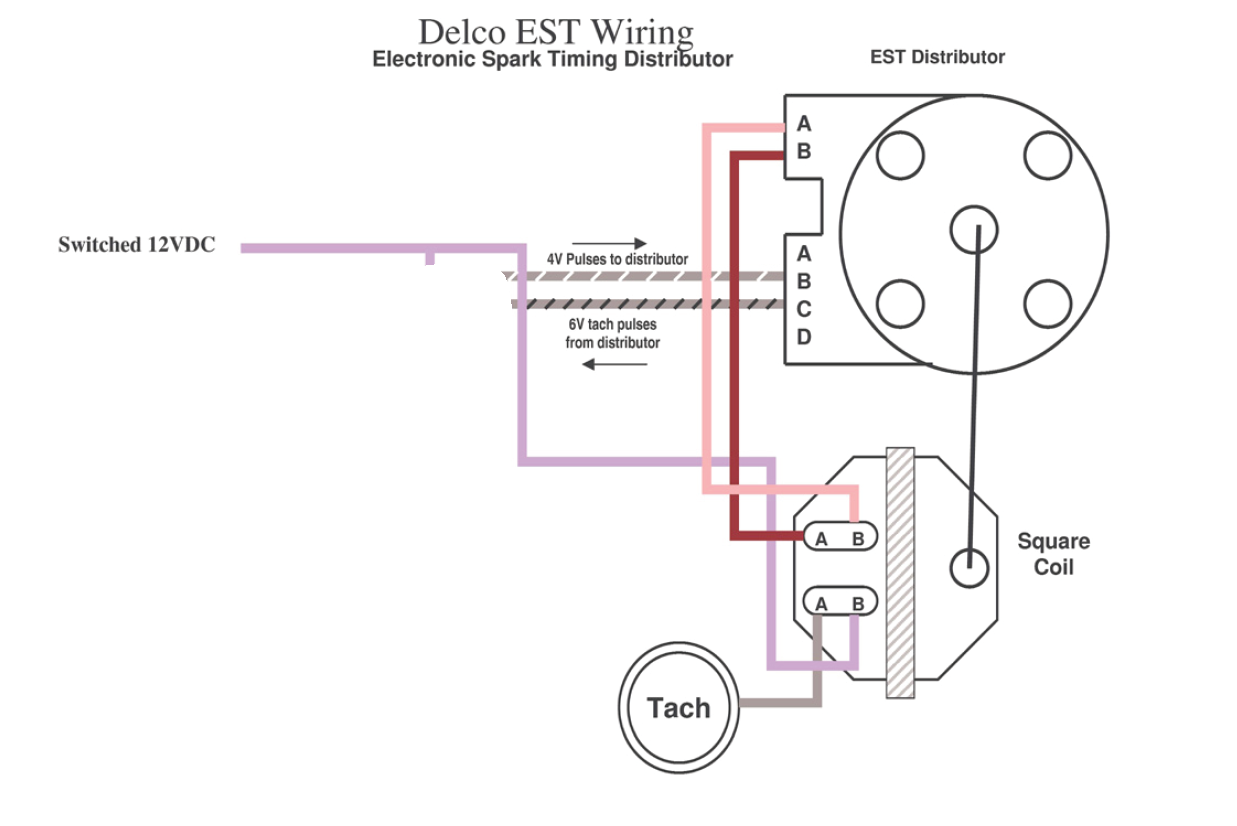 Delco EST Wiring
Electronic Spark Timing Distributor
EST Distributor
A
B
Switched 12VDC
4V Pulses to distributor
A
B
C
D
6V tach pulses
from distributor
A B
Square
Coil
A B
Tach